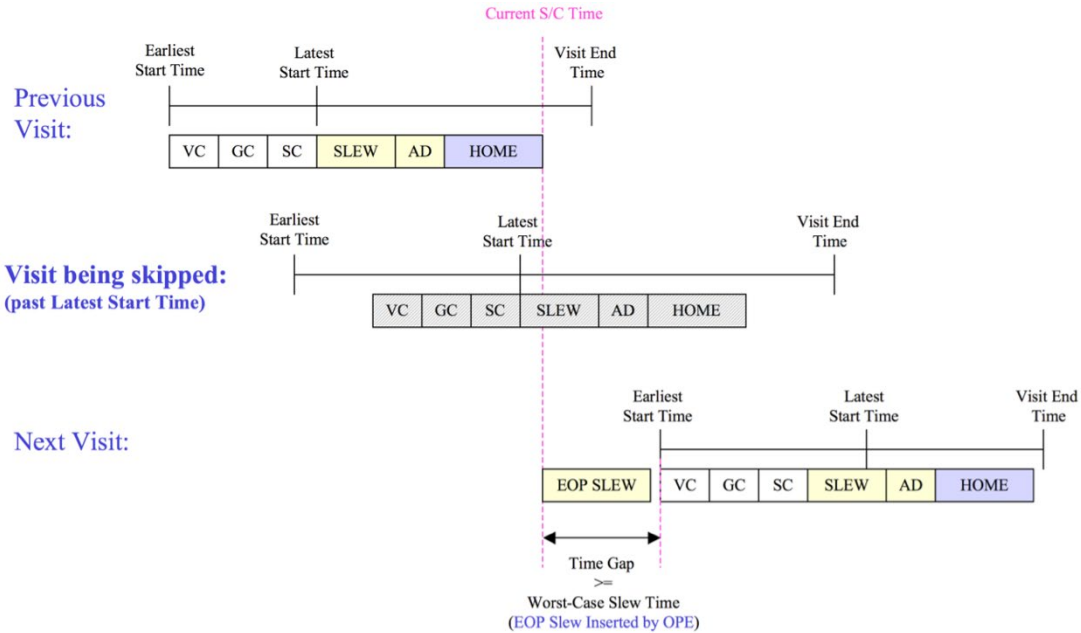 Current S/C Time
Earliest
Start Time
Latest
Start Time
Visit End
Time
Previous
Visit:
VC GC SC SLEW AD HOME
Earliest
Start Time
Latest
Start Time
Visit End
Time
Visit being skipped:
(past Latest Start Time)
VC GC SC SLEW AD HOME
Earliest
Start Time
Latest
Start Time
Visit End
Time
Next Visit:
EOP SLEW VC GC SC SLEW AD HOME
Time Gap
>=
Worst-Case Slew Time
(EOP Slew Inserted by OPE)